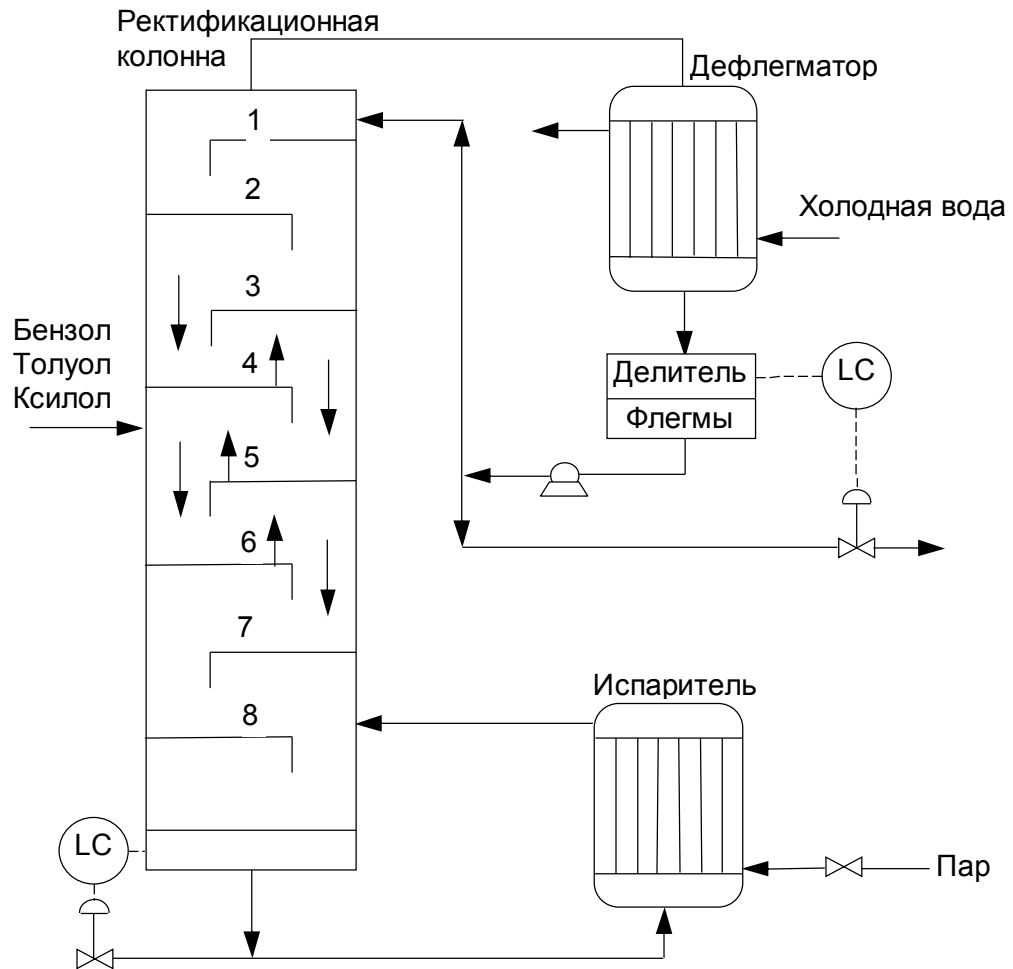 Ректификационная
колонна
Дефлегматор
1
2
Холодная вода
3
Бензол
Толуол
Ксилол
4
Делитель
Флегмы
LC
5
6
7
Испаритель
8
LC
Пар